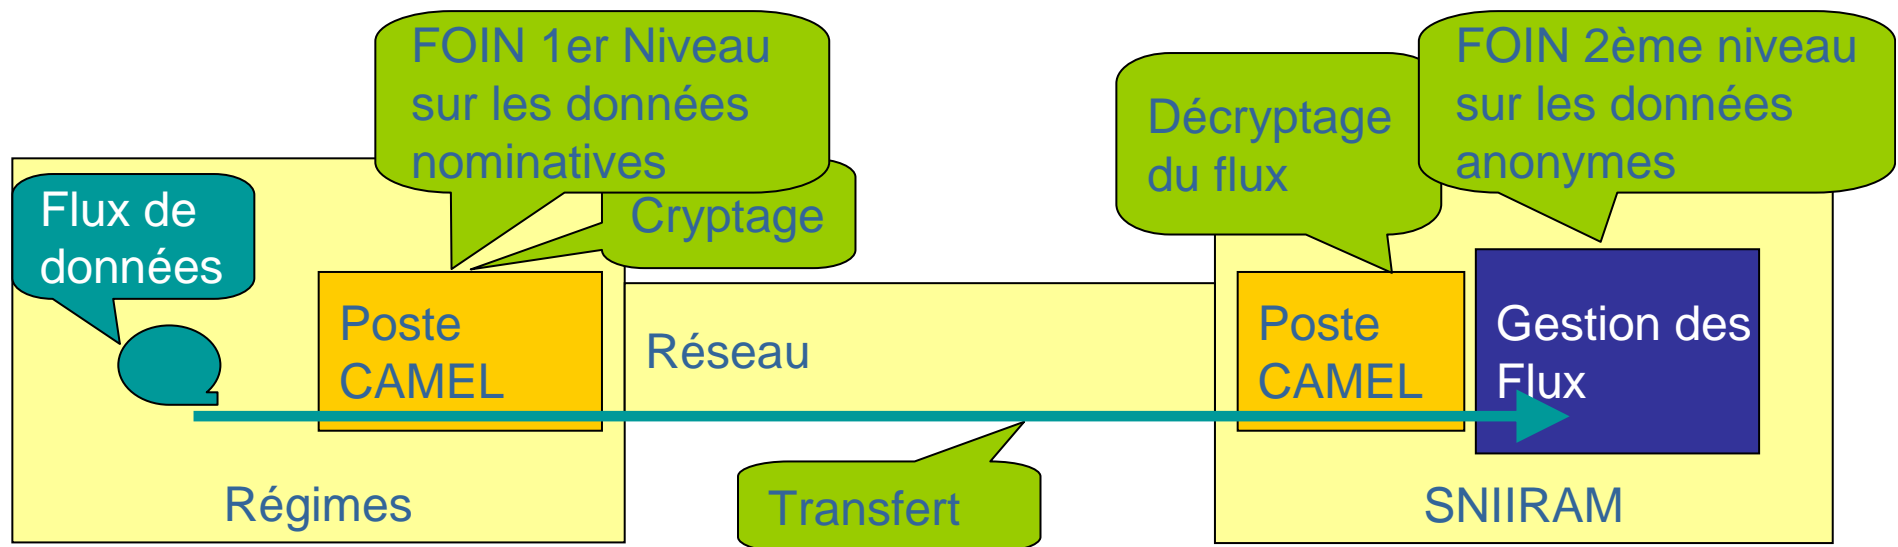 FOIN 1er Niveau
sur les données
nominatives
FOIN 2ème niveau
sur les données
anonymes
Décryptage
du flux
Flux de
données
Cryptage
Poste
CAMEL
Réseau
Poste
CAMEL
Gestion des
Flux
Régimes
Transfert
SNIIRAM